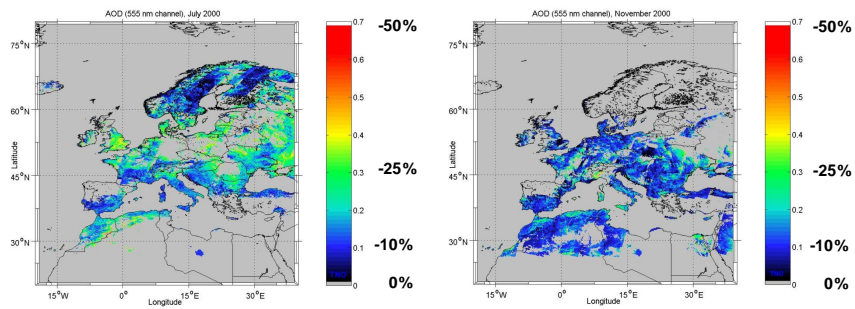 AOD (555 nm channel), July 2000
75°N
60°N
45°N
30°N
Latitude
15°W
0°
15°E
30°E
Longitude
0.7
0.6
0.5
0.4
0.3
0.2
0.1
0
TNO
-50%
-25%
-10%
0%
AOD (555 nm channel), November 2000
75°N
60°N
45°N
30°N
Latitude
15°W
0°
15°E
30°E
Longitude
0.7
0.6
0.5
0.4
0.3
0.2
0.1
0
TNO
-50%
-25%
-10%
0%